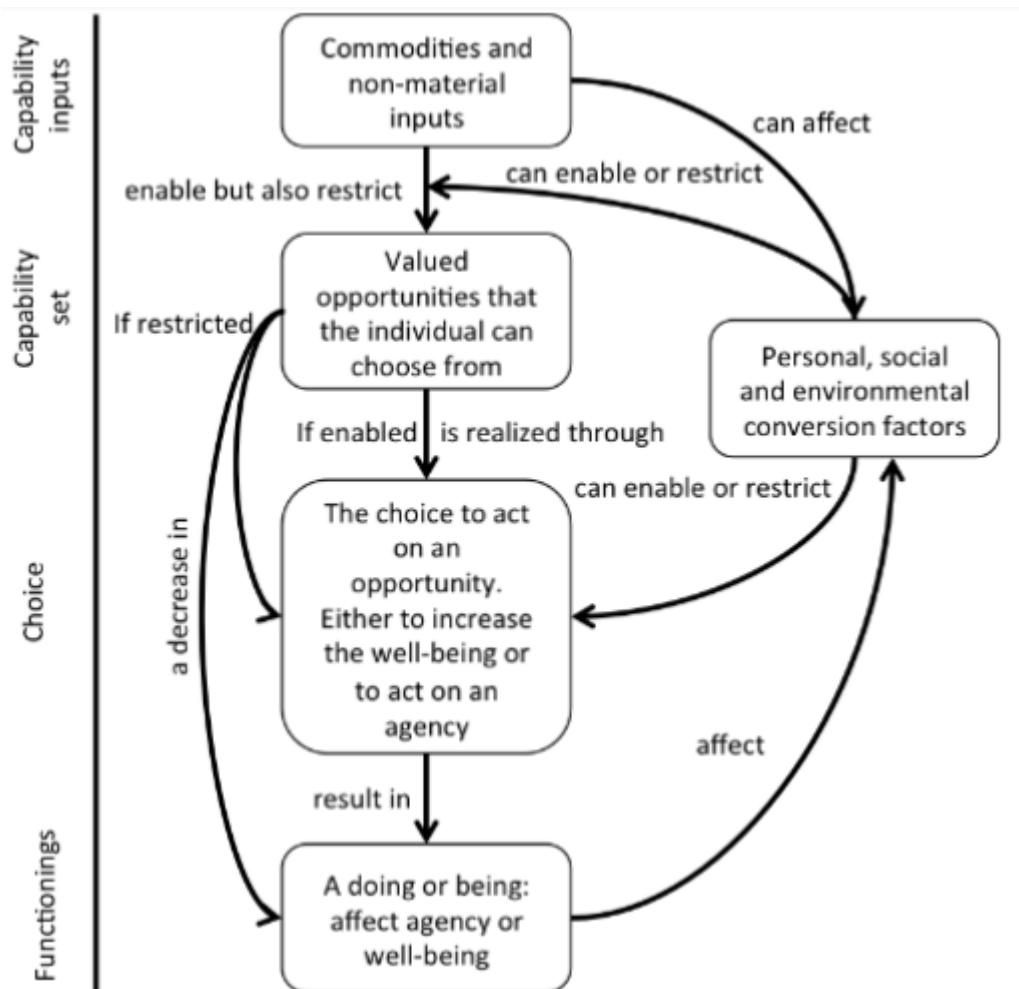 Capability
inputs
Commodities and
non-material
inputs
can affect
enable but also restrict
can enable or restrict
Capability
set
Valued
opportunities that
the individual can
choose from
If restricted
Personal, social
and environmental
conversion factors
If enabled is realized through
can enable or restrict
Choice
a decrease in
The choice to act
on an
opportunity.
Either to increase
the well-being or
to act on an
agency
affect
result in
Functionings
A doing or being:
affect agency or
well-being